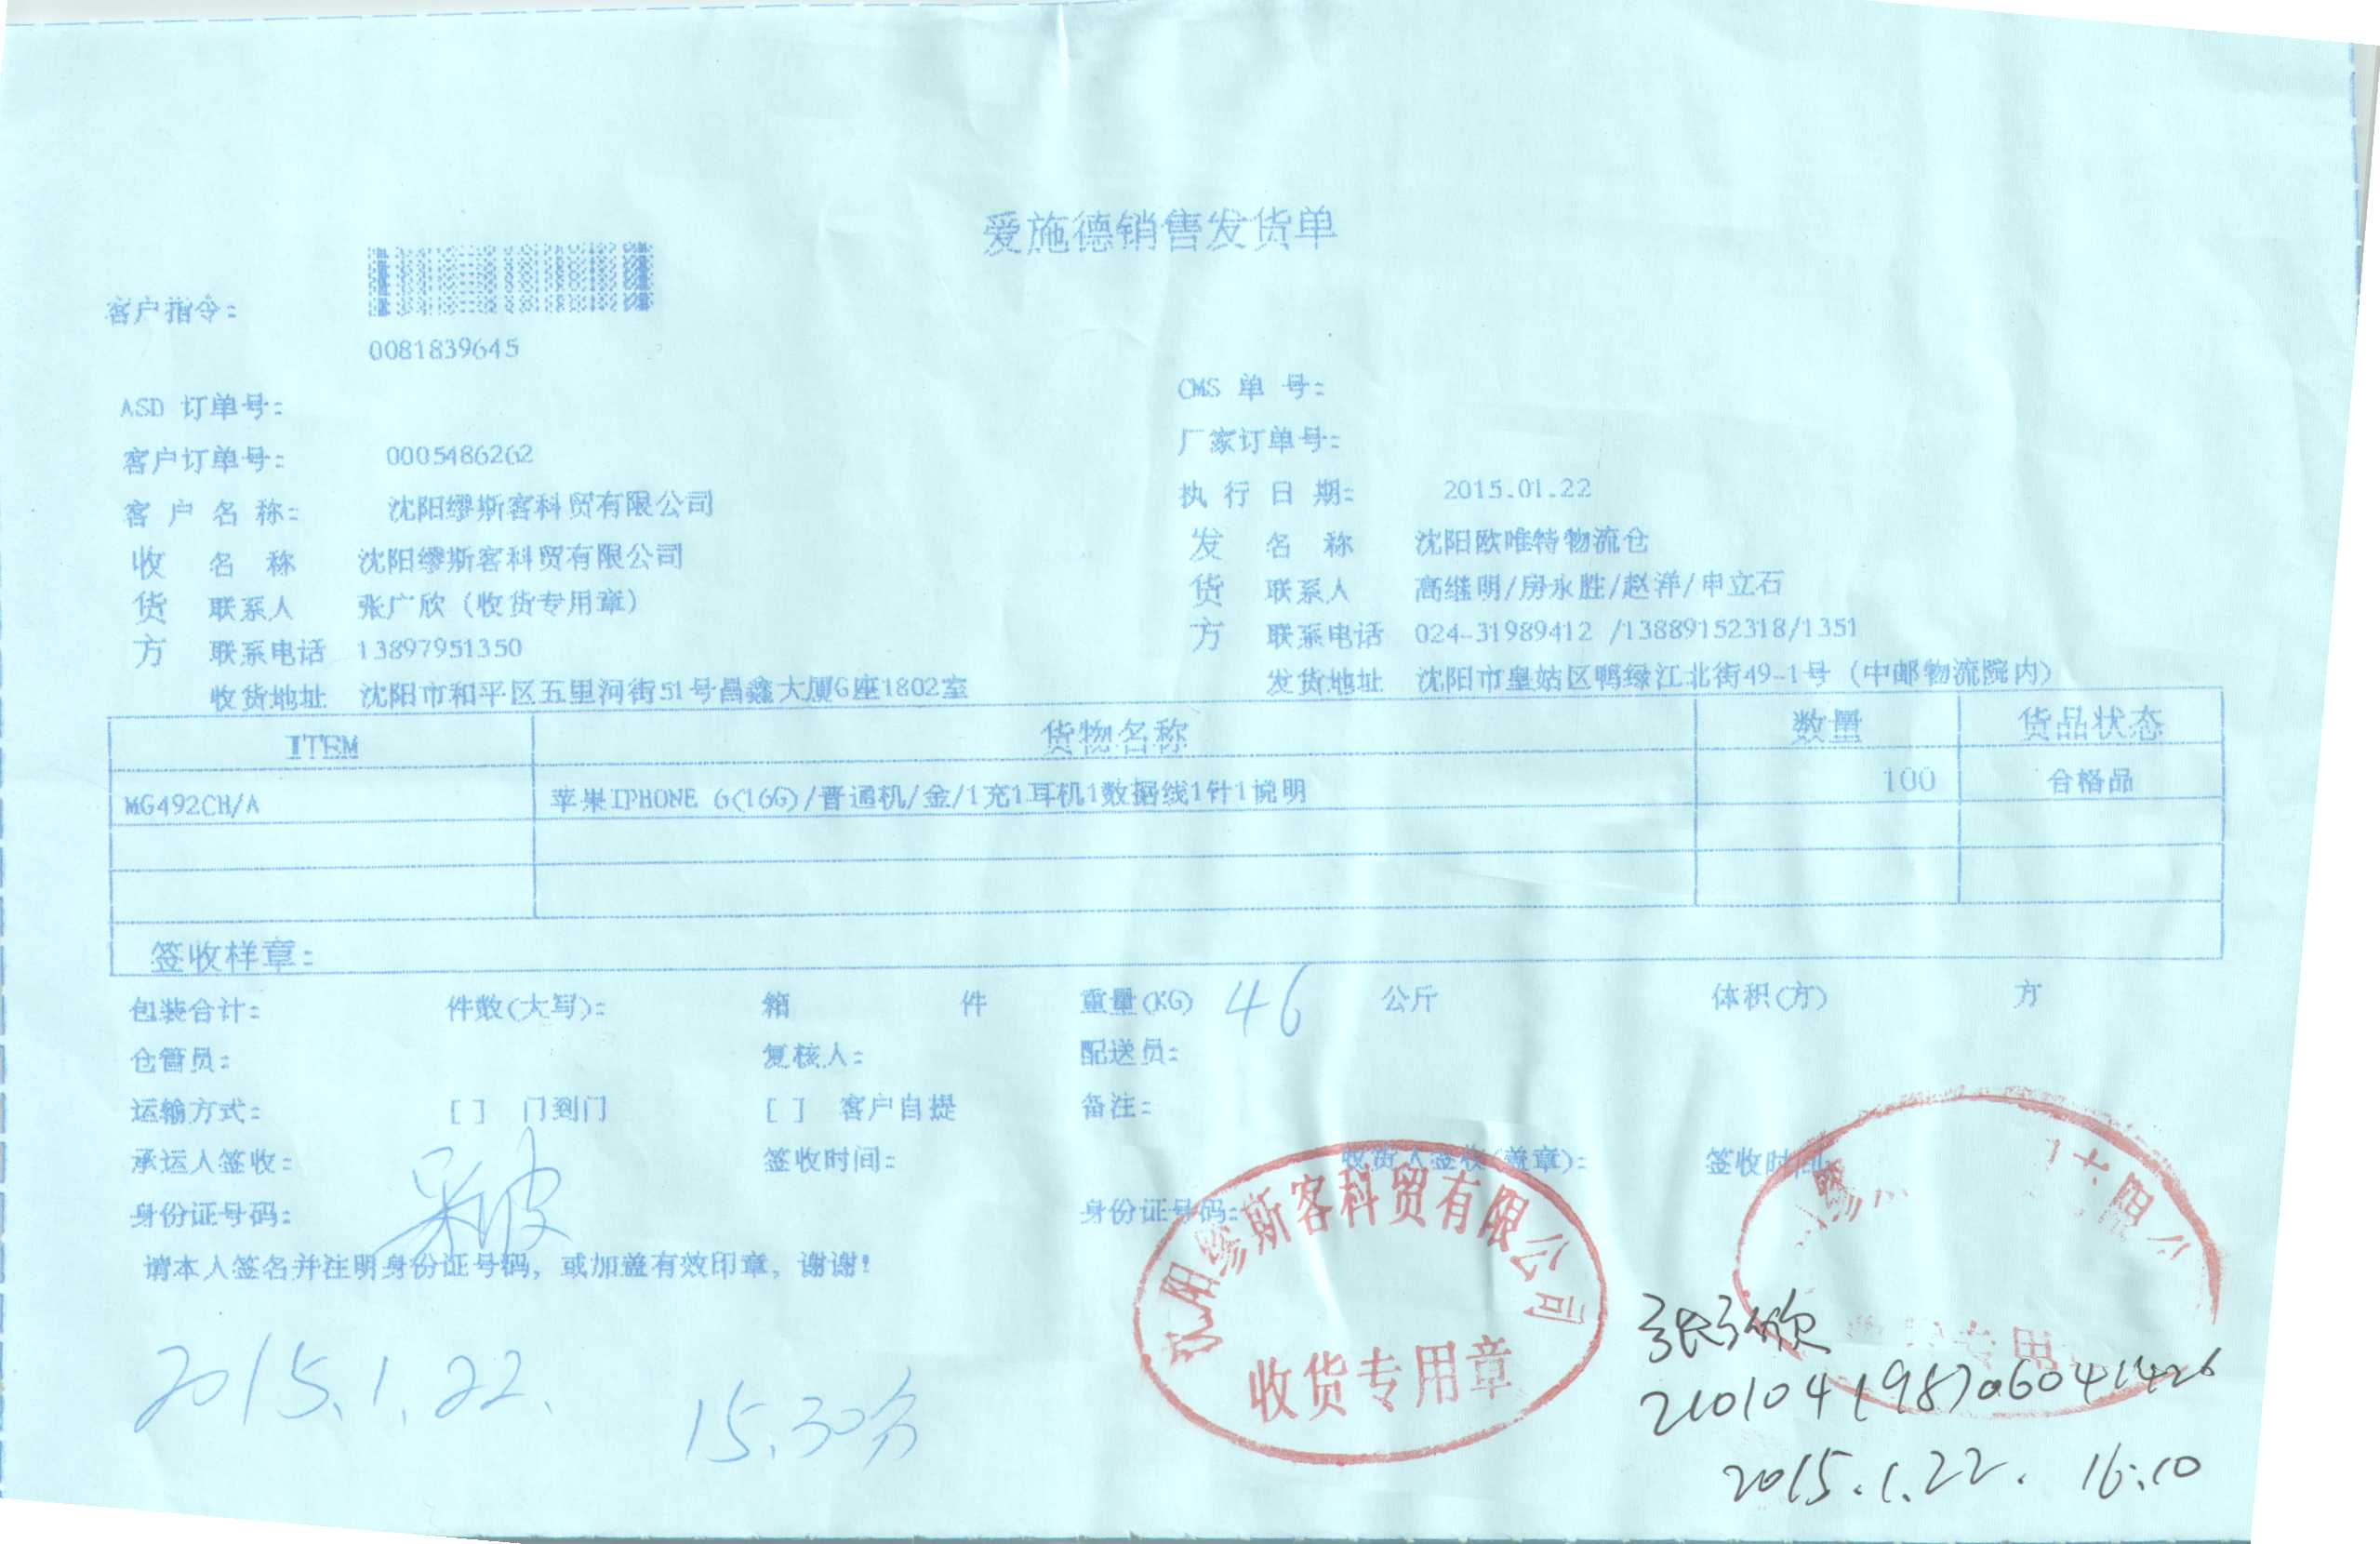 爱施德销售发货单
客户指令:
0081839645
ASD 订单号:
CMS 单 号:
客户订单号: 0005486262
厂家订单号:
客 户 名 称: 沈阳缪斯客科贸有限公司
执 行 日 期: 2015.01.22
收货方 名 称 沈阳缪斯客科贸有限公司
联系人 张广欣（收货专用章）
联系电话 13897951350
收货地址 沈阳市和平区五里河街51号昌鑫大厦G座1802室
发货方 名 称 沈阳欧唯特物流仓
联系人 高继明/房永胜/赵洋/申立石
联系电话 024-31989412 /13889152318/1351
发货地址 沈阳市皇姑区鸭绿江北街49-1号（中邮物流院内）
ITEM 货物名称 数量 货品状态
MG492CH/A 苹果IPHONE 6(16G)/普通机/金/1充1耳机1数据线1针1说明 100 合格品
签收样章:
包装合计: 件数(大写): 箱 件 重量(KG) 46 公斤 体积(方) 方
仓管员: 复核人: 配送员:
运输方式: [ ] 门到门 [ ] 客户自提 备注:
承运人签收: 签收时间: 收货人签收(盖章): 签收时间:
身份证号码: 身份证号码:
请本人签名并注明身份证号码，或加盖有效印章，谢谢!
2015.1.22.
15.30分
沈阳缪斯客科贸有限公司
收货专用章
210104198706041426
2015.1.22. 16:10